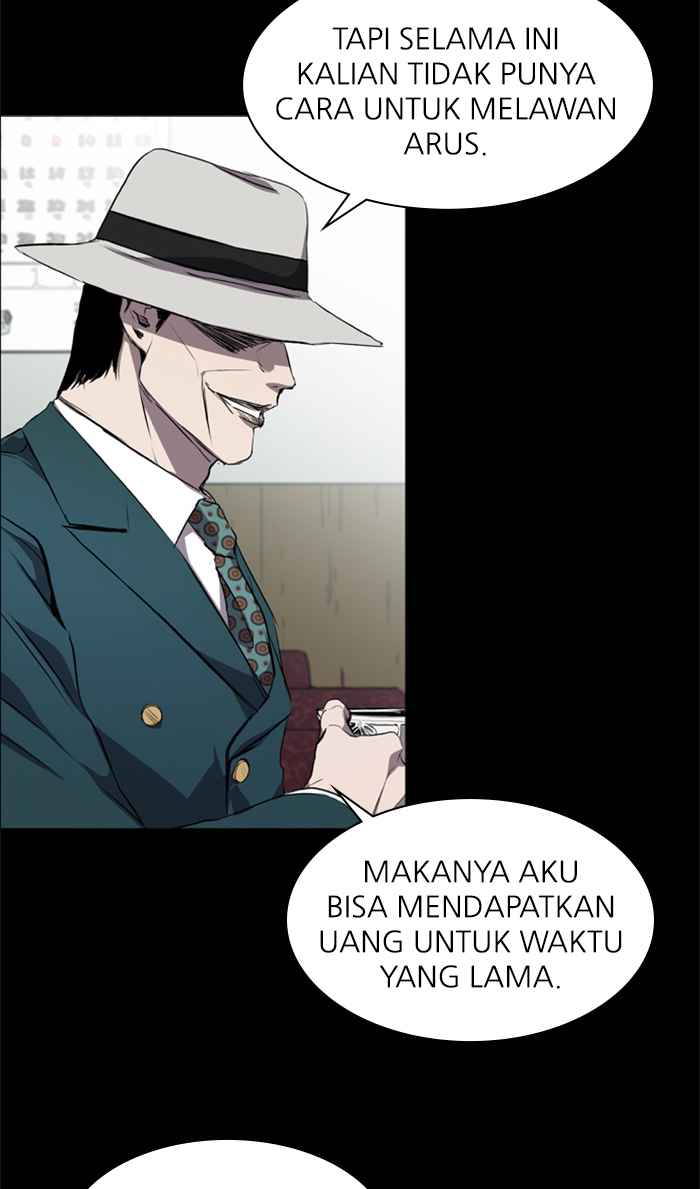 TAPI SELAMA INI
KALIAN TIDAK PUNYA
CARA UNTUK MELAWAN
ARUS.
MAKANYA AKU
BISA MENDAPATKAN
UANG UNTUK WAKTU
YANG LAMA.